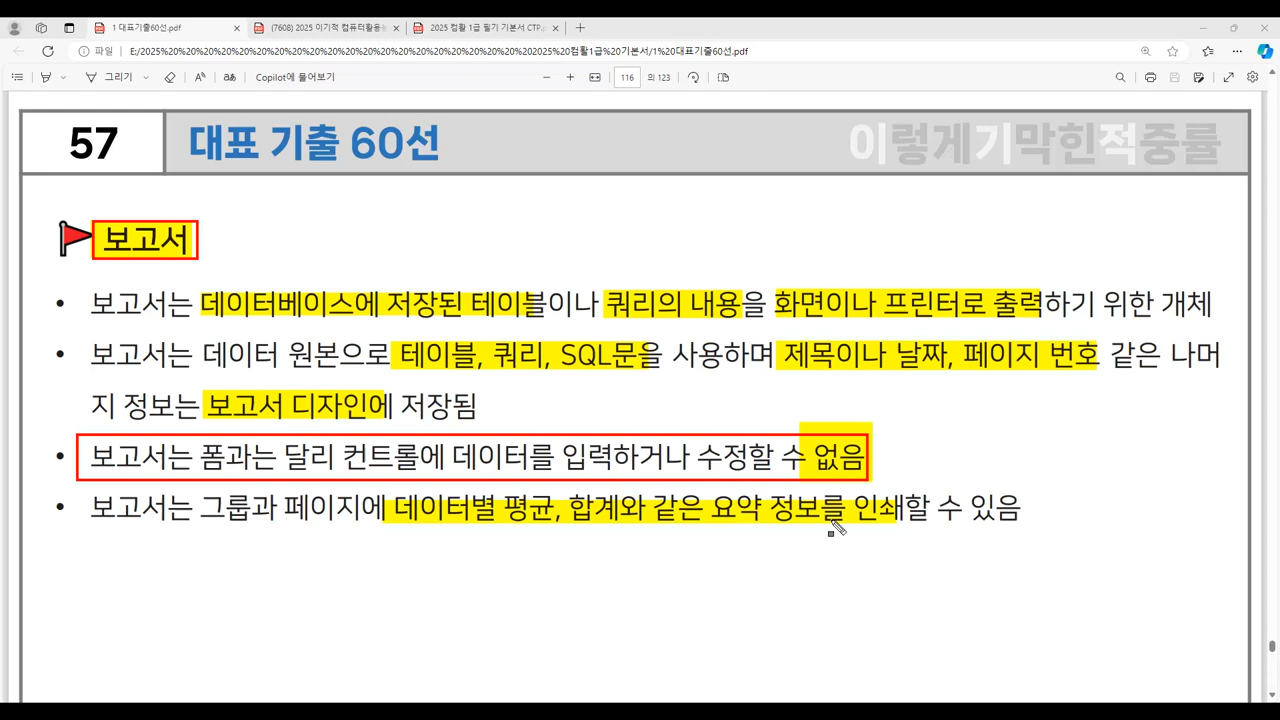 1 대표기출60선.pdf
(7608) 2025 이기적 컴퓨터활용능
2025 컴활 1급 필기 기본서 CTP.p
파일 E:/2025%20%20%20%20%20%20%20%20%20%20%20%20%20%20%20%20%20%202025%20컴활1급%20기본서/1%20대표기출60선.pdf
그리기 aあ Copilot에 물어보기 116 의 123
57 대표 기출 60선 이렇게기막힌적중률
보고서
• 보고서는 데이터베이스에 저장된 테이블이나 쿼리의 내용을 화면이나 프린터로 출력하기 위한 개체
• 보고서는 데이터 원본으로 테이블, 쿼리, SQL문을 사용하며 제목이나 날짜, 페이지 번호 같은 나머
지 정보는 보고서 디자인에 저장됨
• 보고서는 폼과는 달리 컨트롤에 데이터를 입력하거나 수정할 수 없음
• 보고서는 그룹과 페이지에 데이터별 평균, 합계와 같은 요약 정보를 인쇄할 수 있음